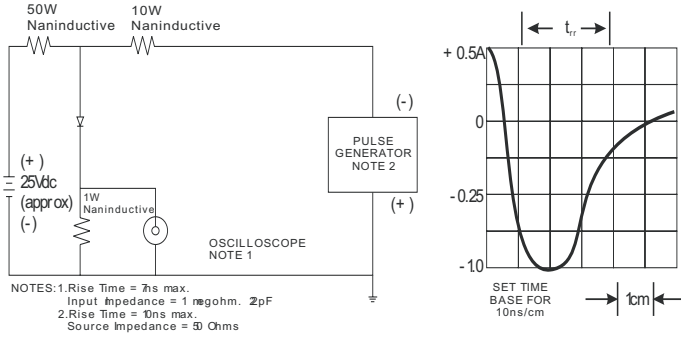 50W
Naninductive
10W
Naninductive
(+)
25Vdc
(approx)
(-)
1W
Naninductive
OSCILLOSCOPE
NOTE 1
(-)
PULSE
GENERATOR
NOTE 2
(+)
NOTES:1.Rise Time = 7ns max.
Input Impedance = 1 megohm. 22pF
2.Rise Time = 10ns max.
Source Impedance = 50 Ohms
trr
+ 0.5A
0
-0.25
-1.0
SET TIME
BASE FOR
10ns/cm
1cm